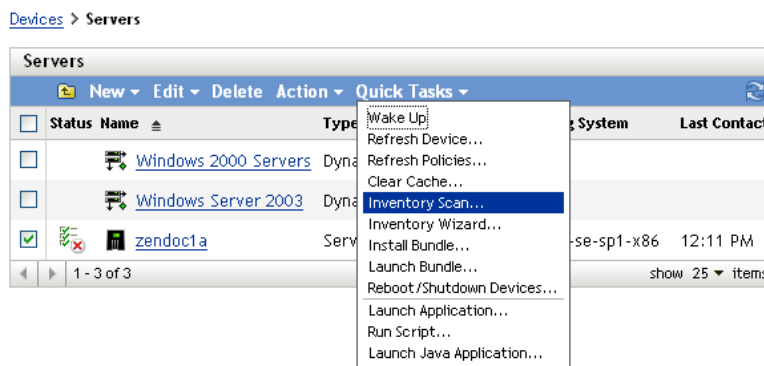 Devices > Servers
Servers
New Edit Delete Action Quick Tasks
Status Name Type g System Last Contact
Windows 2000 Servers Dyna
Windows Server 2003 Dyna
zendoc1a Serv -se-sp1-x86 12:11 PM
1 - 3 of 3 show 25 items
Wake Up
Refresh Device...
Refresh Policies...
Clear Cache...
Inventory Scan...
Inventory Wizard...
Install Bundle...
Launch Bundle...
Reboot/Shutdown Devices...
Launch Application...
Run Script...
Launch Java Application...